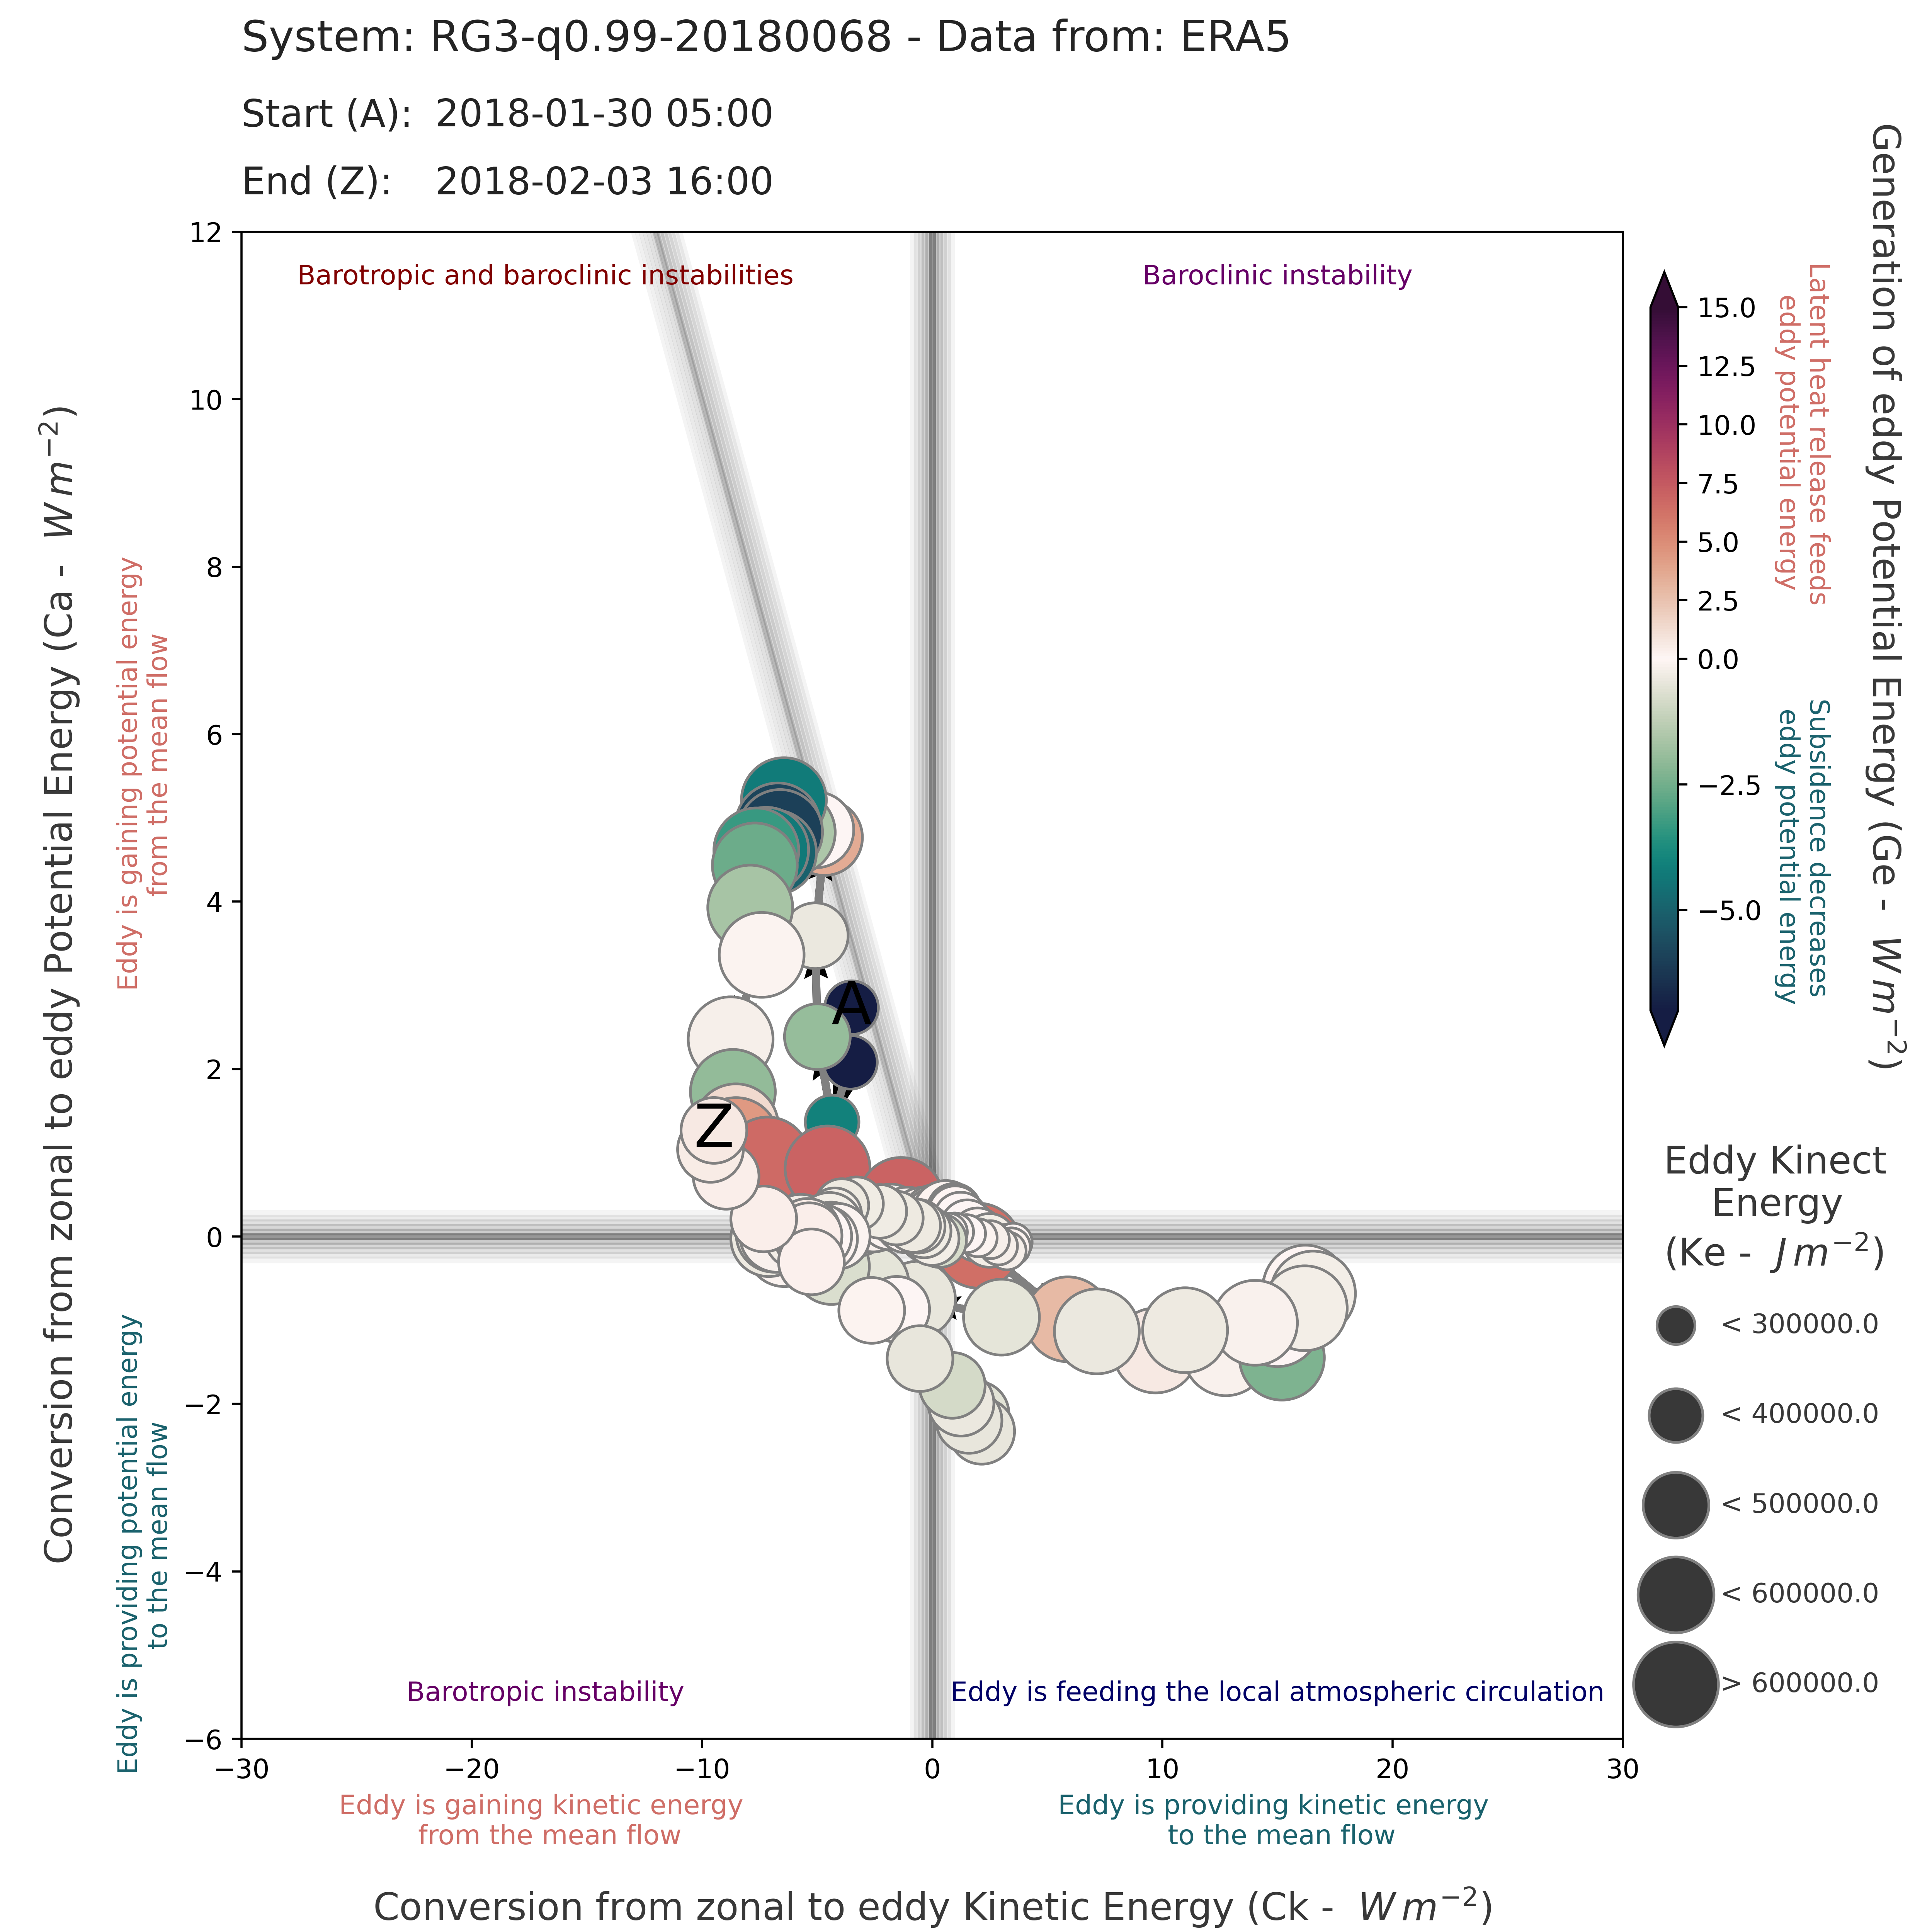 System: RG3-q0.99-20180068 - Data from: ERA5
Start (A): 2018-01-30 05:00
End (Z): 2018-02-03 16:00
Conversion from zonal to eddy Potential Energy (Ca - W m⁻²)
Eddy is gaining potential energy
from the mean flow
Eddy is providing potential energy
to the mean flow
12
10
8
6
4
2
0
−2
−4
−6
Barotropic and baroclinic instabilities
Baroclinic instability
A
Z
Barotropic instability
Eddy is feeding the local atmospheric circulation
−30
−20
−10
0
10
20
30
Eddy is gaining kinetic energy
from the mean flow
Eddy is providing kinetic energy
to the mean flow
Conversion from zonal to eddy Kinetic Energy (Ck - W m⁻²)
15.0
12.5
10.0
7.5
5.0
2.5
0.0
−2.5
−5.0
Latent heat release feeds
eddy potential energy
Subsidence decreases
eddy potential energy
Generation of eddy Potential Energy (Ge - W m⁻²)
Eddy Kinect
Energy
(Ke - J m⁻²)
< 300000.0
< 400000.0
< 500000.0
< 600000.0
> 600000.0